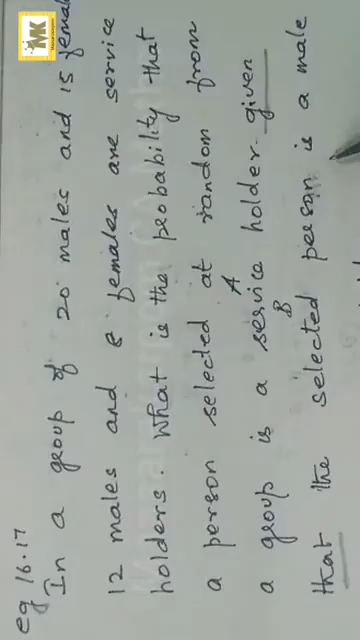 MK
eg 16.17
In a group of 20 males and 15 fema
12 males and 8 females are service
holders. What is the probability that
a person selected at random from
a group is a service holder given
A
B
that the selected person is a male